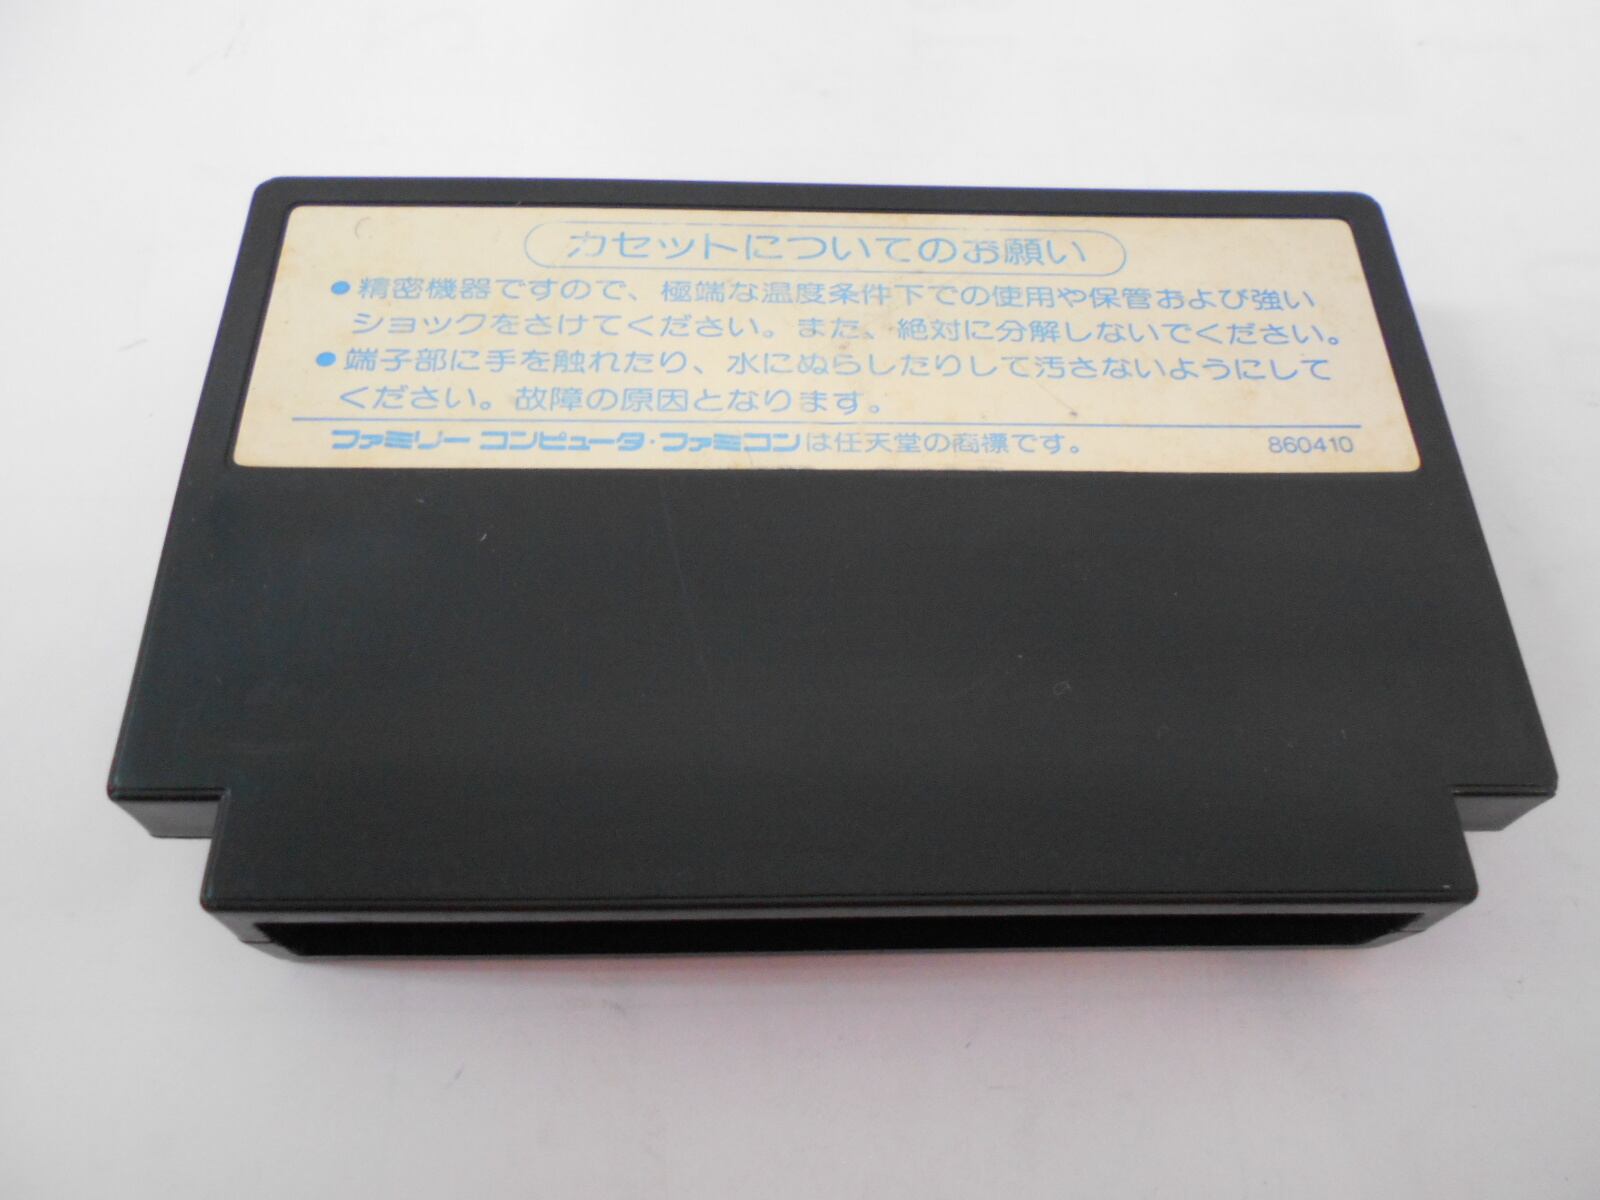 カセットについてのお願い
●精密機器ですので、極端な温度条件下での使用や保管および強い
ショックをさけてください。また、絶対に分解しないでください。
●端子部に手を触れたり、水にぬらしたりして汚さないようにして
ください。故障の原因となります。
ファミリー コンピュータ・ファミコンは任天堂の商標です。 860410